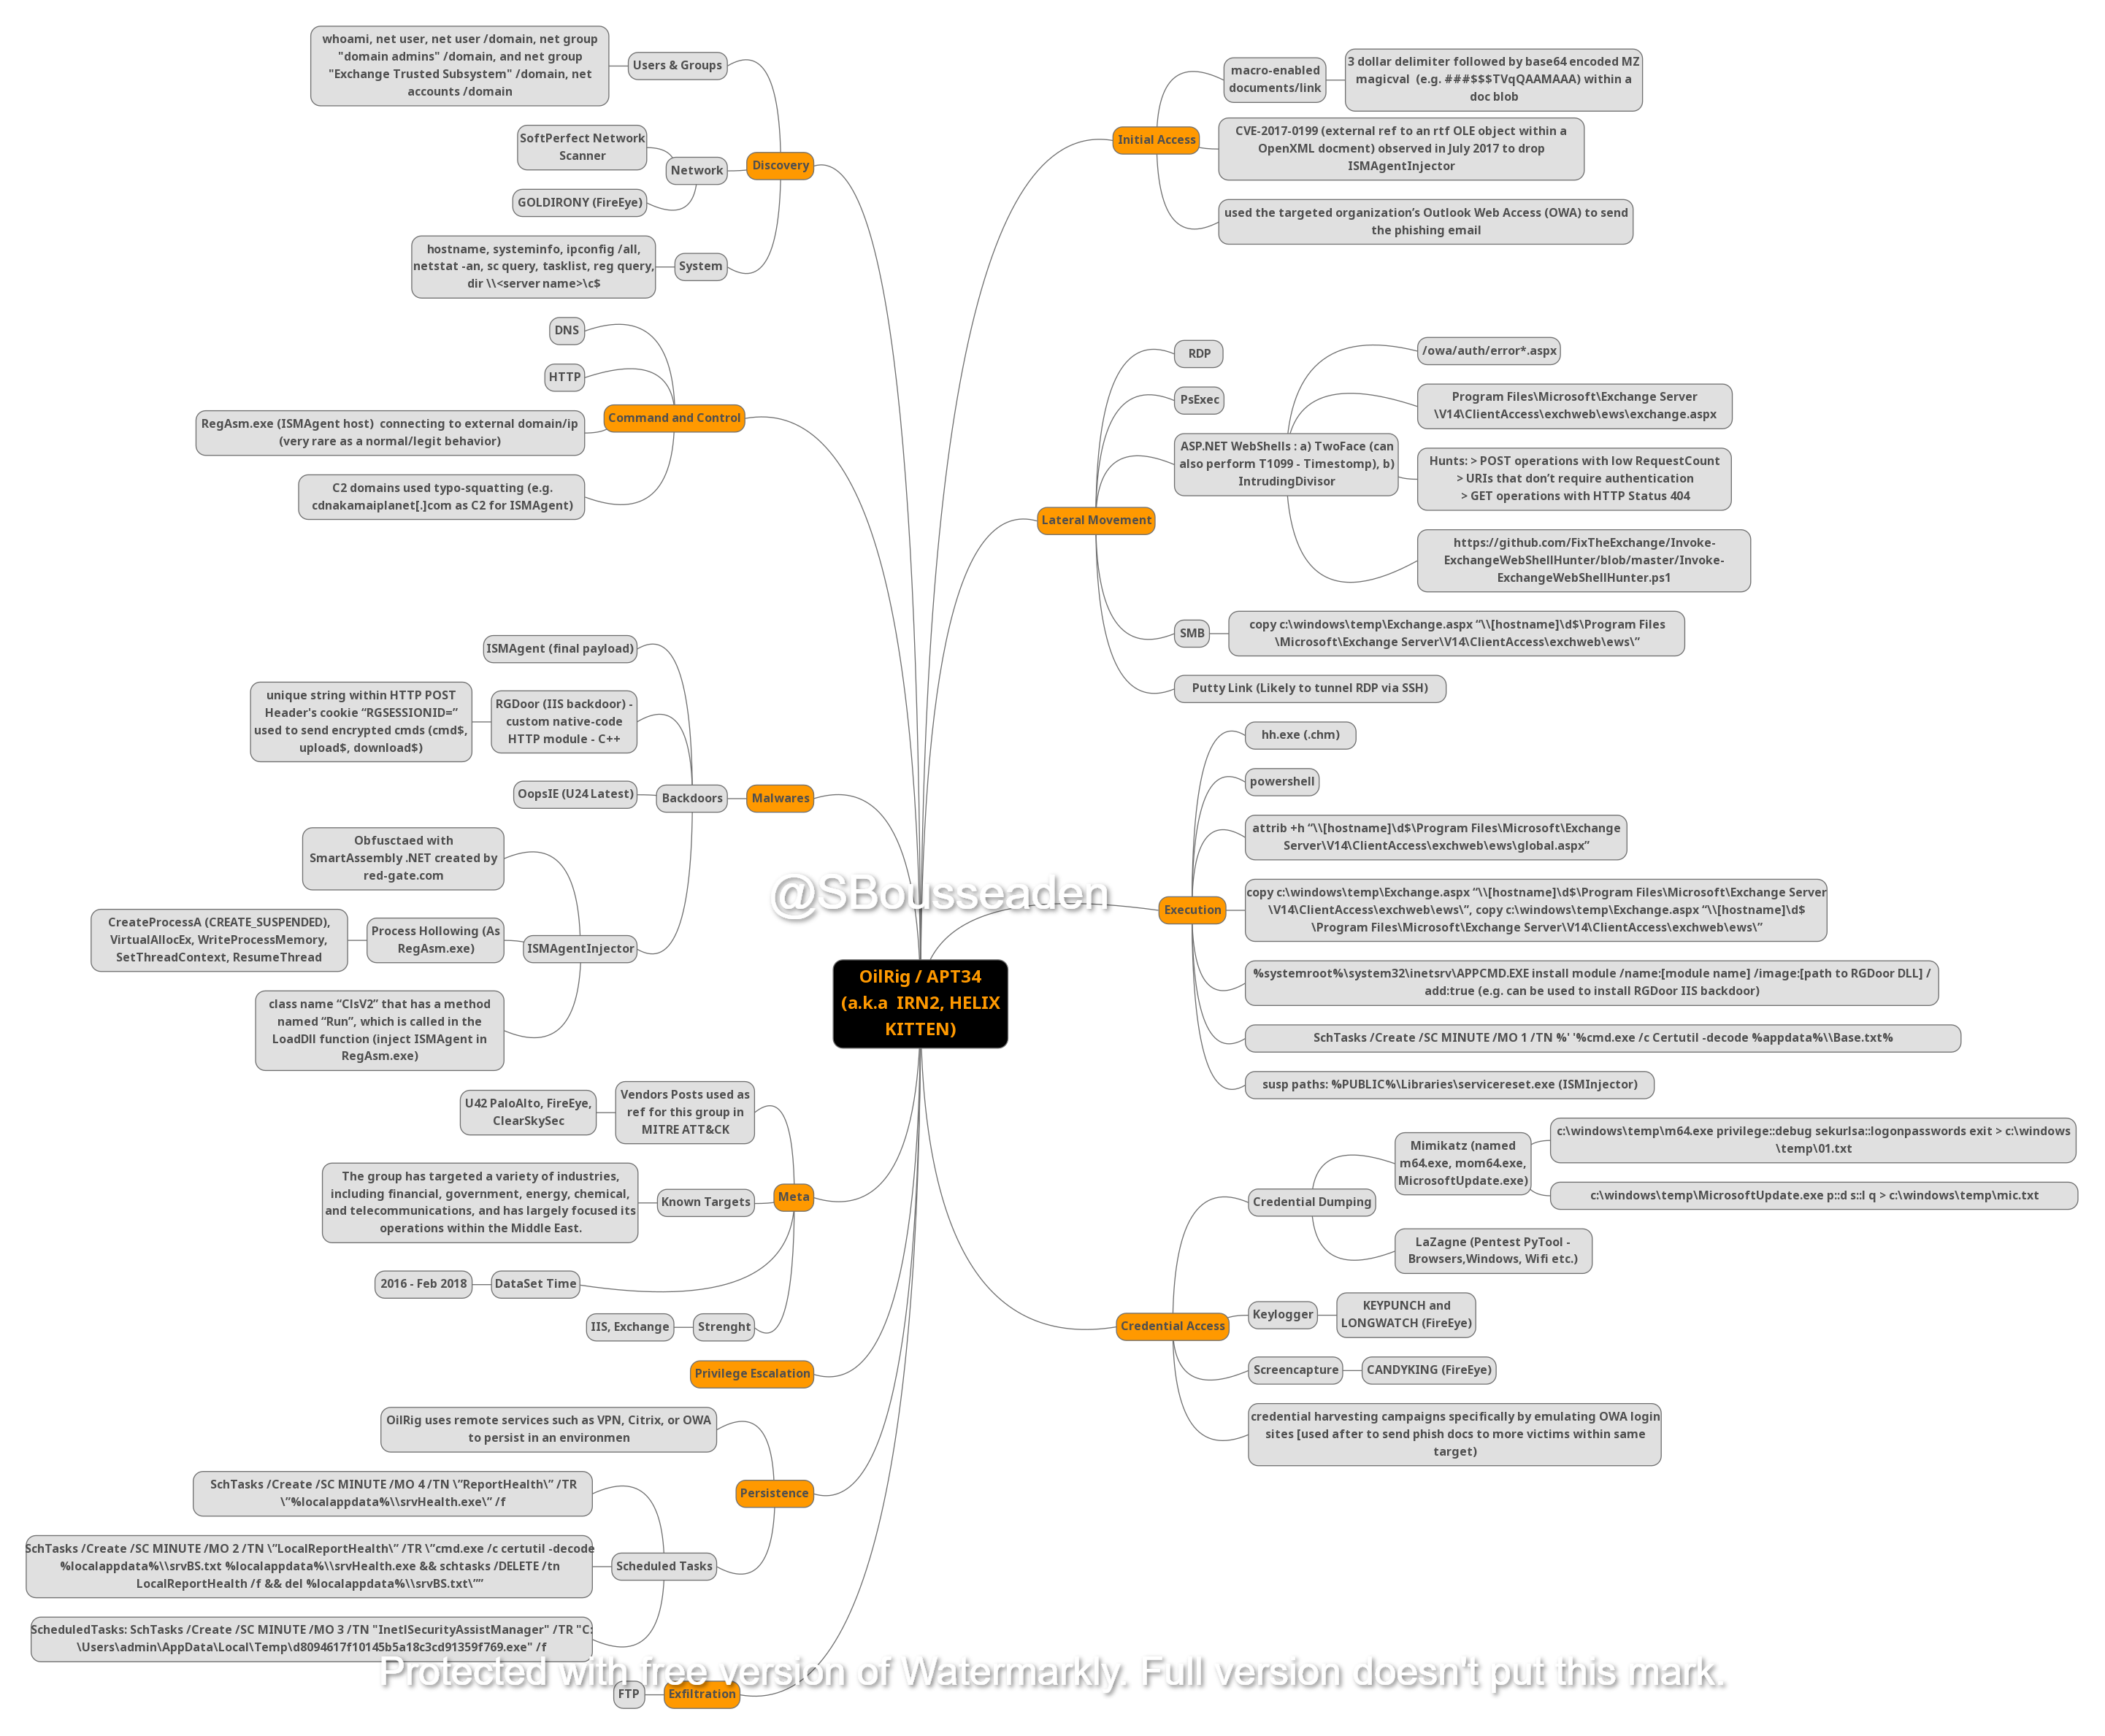 OilRig / APT34
(a.k.a  IRN2, HELIX
KITTEN)
Initial Access
macro-enabled
documents/link
3 dollar delimiter followed by base64 encoded MZ
magicval  (e.g. ###$$$TVqQAAMAAA) within a
doc blob
CVE-2017-0199 (external ref to an rtf OLE object within a
OpenXML docment) observed in July 2017 to drop
ISMAgentInjector
used the targeted organization’s Outlook Web Access (OWA) to send
the phishing email
Lateral Movement
RDP
PsExec
ASP.NET WebShells : a) TwoFace (can
also perform T1099 - Timestomp), b)
IntrudingDivisor
/owa/auth/error*.aspx
Program Files\Microsoft\Exchange Server
\V14\ClientAccess\exchweb\ews\exchange.aspx
Hunts: > POST operations with low RequestCount
> URIs that don’t require authentication
> GET operations with HTTP Status 404
https://github.com/FixTheExchange/Invoke-
ExchangeWebShellHunter/blob/master/Invoke-
ExchangeWebShellHunter.ps1
SMB
copy c:\windows\temp\Exchange.aspx “\\[hostname]\d$\Program Files
\Microsoft\Exchange Server\V14\ClientAccess\exchweb\ews\”
Putty Link (Likely to tunnel RDP via SSH)
Execution
hh.exe (.chm)
powershell
attrib +h “\\[hostname]\d$\Program Files\Microsoft\Exchange
Server\V14\ClientAccess\exchweb\ews\global.aspx”
copy c:\windows\temp\Exchange.aspx “\\[hostname]\d$\Program Files\Microsoft\Exchange Server
\V14\ClientAccess\exchweb\ews\”, copy c:\windows\temp\Exchange.aspx “\\[hostname]\d$
\Program Files\Microsoft\Exchange Server\V14\ClientAccess\exchweb\ews\”
%systemroot%\system32\inetsrv\APPCMD.EXE install module /name:[module name] /image:[path to RGDoor DLL] /
add:true (e.g. can be used to install RGDoor IIS backdoor)
SchTasks /Create /SC MINUTE /MO 1 /TN %' '%cmd.exe /c Certutil -decode %appdata%\\Base.txt%
susp paths: %PUBLIC%\Libraries\servicereset.exe (ISMInjector)
Credential Access
Credential Dumping
Mimikatz (named
m64.exe, mom64.exe,
MicrosoftUpdate.exe)
c:\windows\temp\m64.exe privilege::debug sekurlsa::logonpasswords exit > c:\windows
\temp\01.txt
c:\windows\temp\MicrosoftUpdate.exe p::d s::l q > c:\windows\temp\mic.txt
LaZagne (Pentest PyTool -
Browsers,Windows, Wifi etc.)
Keylogger
KEYPUNCH and
LONGWATCH (FireEye)
Screencapture
CANDYKING (FireEye)
credential harvesting campaigns specifically by emulating OWA login
sites [used after to send phish docs to more victims within same
target)
Discovery
Users & Groups
whoami, net user, net user /domain, net group
"domain admins" /domain, and net group
"Exchange Trusted Subsystem" /domain, net
accounts /domain
Network
SoftPerfect Network
Scanner
GOLDIRONY (FireEye)
System
hostname, systeminfo, ipconfig /all,
netstat -an, sc query, tasklist, reg query,
dir \\<server name>\c$
Command and Control
DNS
HTTP
RegAsm.exe (ISMAgent host)  connecting to external domain/ip
(very rare as a normal/legit behavior)
C2 domains used typo-squatting (e.g.
cdnakamaiplanet[.]com as C2 for ISMAgent)
Malwares
Backdoors
ISMAgent (final payload)
RGDoor (IIS backdoor) -
custom native-code
HTTP module - C++
unique string within HTTP POST
Header's cookie “RGSESSIONID=”
used to send encrypted cmds (cmd$,
upload$, download$)
OopsIE (U24 Latest)
ISMAgentInjector
Obfusctaed with
SmartAssembly .NET created by
red-gate.com
Process Hollowing (As
RegAsm.exe)
CreateProcessA (CREATE_SUSPENDED),
VirtualAllocEx, WriteProcessMemory,
SetThreadContext, ResumeThread
class name “ClsV2” that has a method
named “Run”, which is called in the
LoadDll function (inject ISMAgent in
RegAsm.exe)
Meta
Vendors Posts used as
ref for this group in
MITRE ATT&CK
U42 PaloAlto, FireEye,
ClearSkySec
Known Targets
The group has targeted a variety of industries,
including financial, government, energy, chemical,
and telecommunications, and has largely focused its
operations within the Middle East.
DataSet Time
2016 - Feb 2018
Strenght
IIS, Exchange
Privilege Escalation
Persistence
OilRig uses remote services such as VPN, Citrix, or OWA
to persist in an environmen
Scheduled Tasks
SchTasks /Create /SC MINUTE /MO 4 /TN \”ReportHealth\” /TR
\”%localappdata%\\srvHealth.exe\” /f
SchTasks /Create /SC MINUTE /MO 2 /TN \”LocalReportHealth\” /TR \”cmd.exe /c certutil -decode
%localappdata%\\srvBS.txt %localappdata%\\srvHealth.exe && schtasks /DELETE /tn
LocalReportHealth /f && del %localappdata%\\srvBS.txt\””
ScheduledTasks: SchTasks /Create /SC MINUTE /MO 3 /TN "InetlSecurityAssistManager" /TR "C:
\Users\admin\AppData\Local\Temp\d8094617f10145b5a18c3cd91359f769.exe" /f
Exfiltration
FTP
@SBousseaden
Protected with free version of Watermarkly. Full version doesn't put this mark.